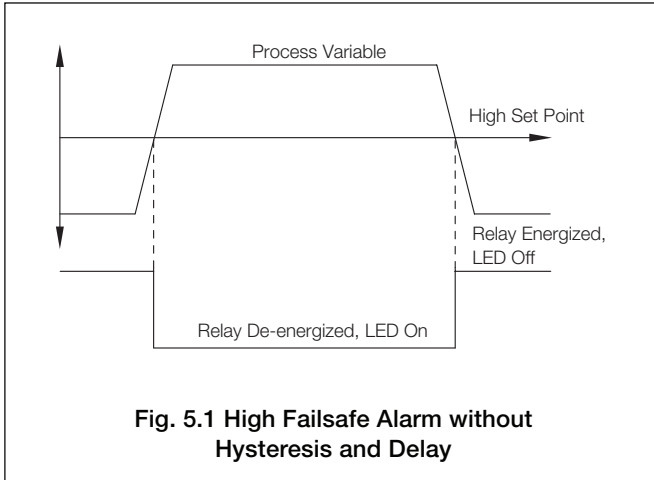 Process Variable
High Set Point
Relay Energized,
LED Off
Relay De-energized, LED On
Fig. 5.1 High Failsafe Alarm without
Hysteresis and Delay